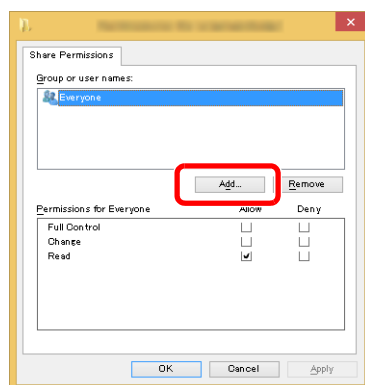 Share Permissions
Group or user names:
Everyone
Add... Remove
Permissions for Everyone Allow Deny
Full Control
Change
Read
OK Cancel Apply